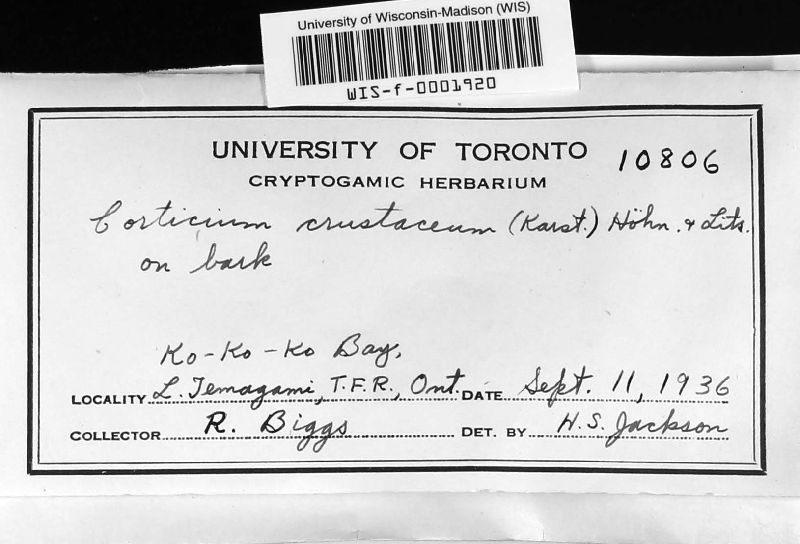 University of Wisconsin-Madison (WIS)
WIS-f-0001920
UNIVERSITY OF TORONTO 10806
CRYPTOGAMIC HERBARIUM
Corticium crustaceum (Karst.) Höhn. & Lits.
on bark
Ko-Ko-Ko Bay,
LOCALITY L. Temagami, T.F.R., Ont. DATE Sept. 11, 1936
COLLECTOR R. Biggs DET. BY H.S. Jackson